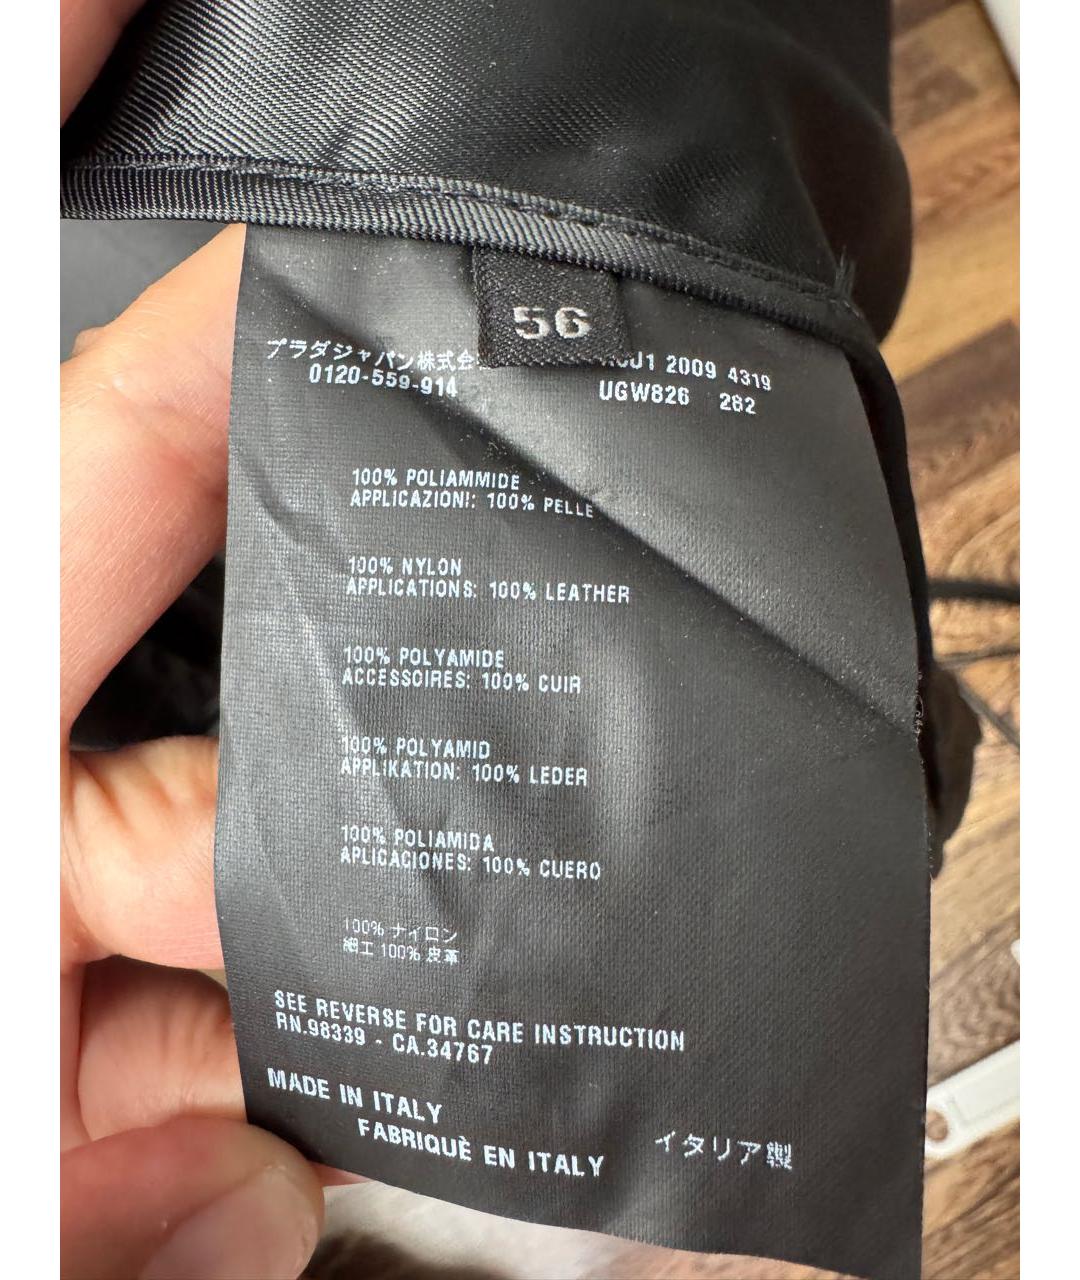 56
プラダジャパン株式会
2009 4319
0120-559-914
UGW826 282
100% POLIAMMIDE
APPLICAZIONI: 100% PELLE
100% NYLON
APPLICATIONS: 100% LEATHER
100% POLYAMIDE
ACCESSOIRES: 100% CUIR
100% POLYAMID
APPLIKATION: 100% LEDER
100% POLIAMIDA
APLICACIONES: 100% CUERO
100% ナイロン
細工 100% 皮革
SEE REVERSE FOR CARE INSTRUCTION
RN.98339 - CA.34767
MADE IN ITALY
FABRIQUÈ EN ITALY
イタリア製